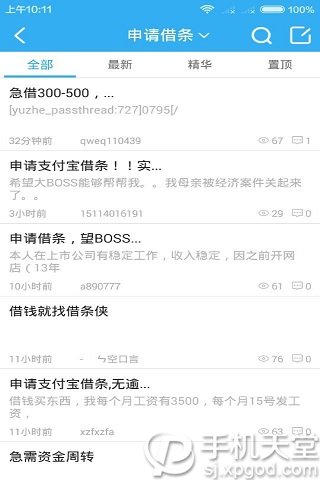 上午10:11
申请借条
全部 最新 精华 置顶
急借300-500，...
[yuzhe_passthread:727]0795[/
32分钟前 qweq110439 67 1
申请支付宝借条！！实...
希望大BOSS能够帮帮我。。我母亲被经济案件关起来
了。。
3小时前 15114016191 29 0
申请借条，望BOSS...
本人在上市公司有稳定工作，收入稳定，因之前开网
店（13年
10小时前 a890777 61 0
借钱就找借条侠
11小时前 - ㄣ空口言 76 0
申请支付宝借条,无逾...
借钱买东西，我每个月工资有3500，每个月15号发工
资，
11小时前 xzfxzfa 0
急需资金周转
手机天堂
sj.xpgod.com